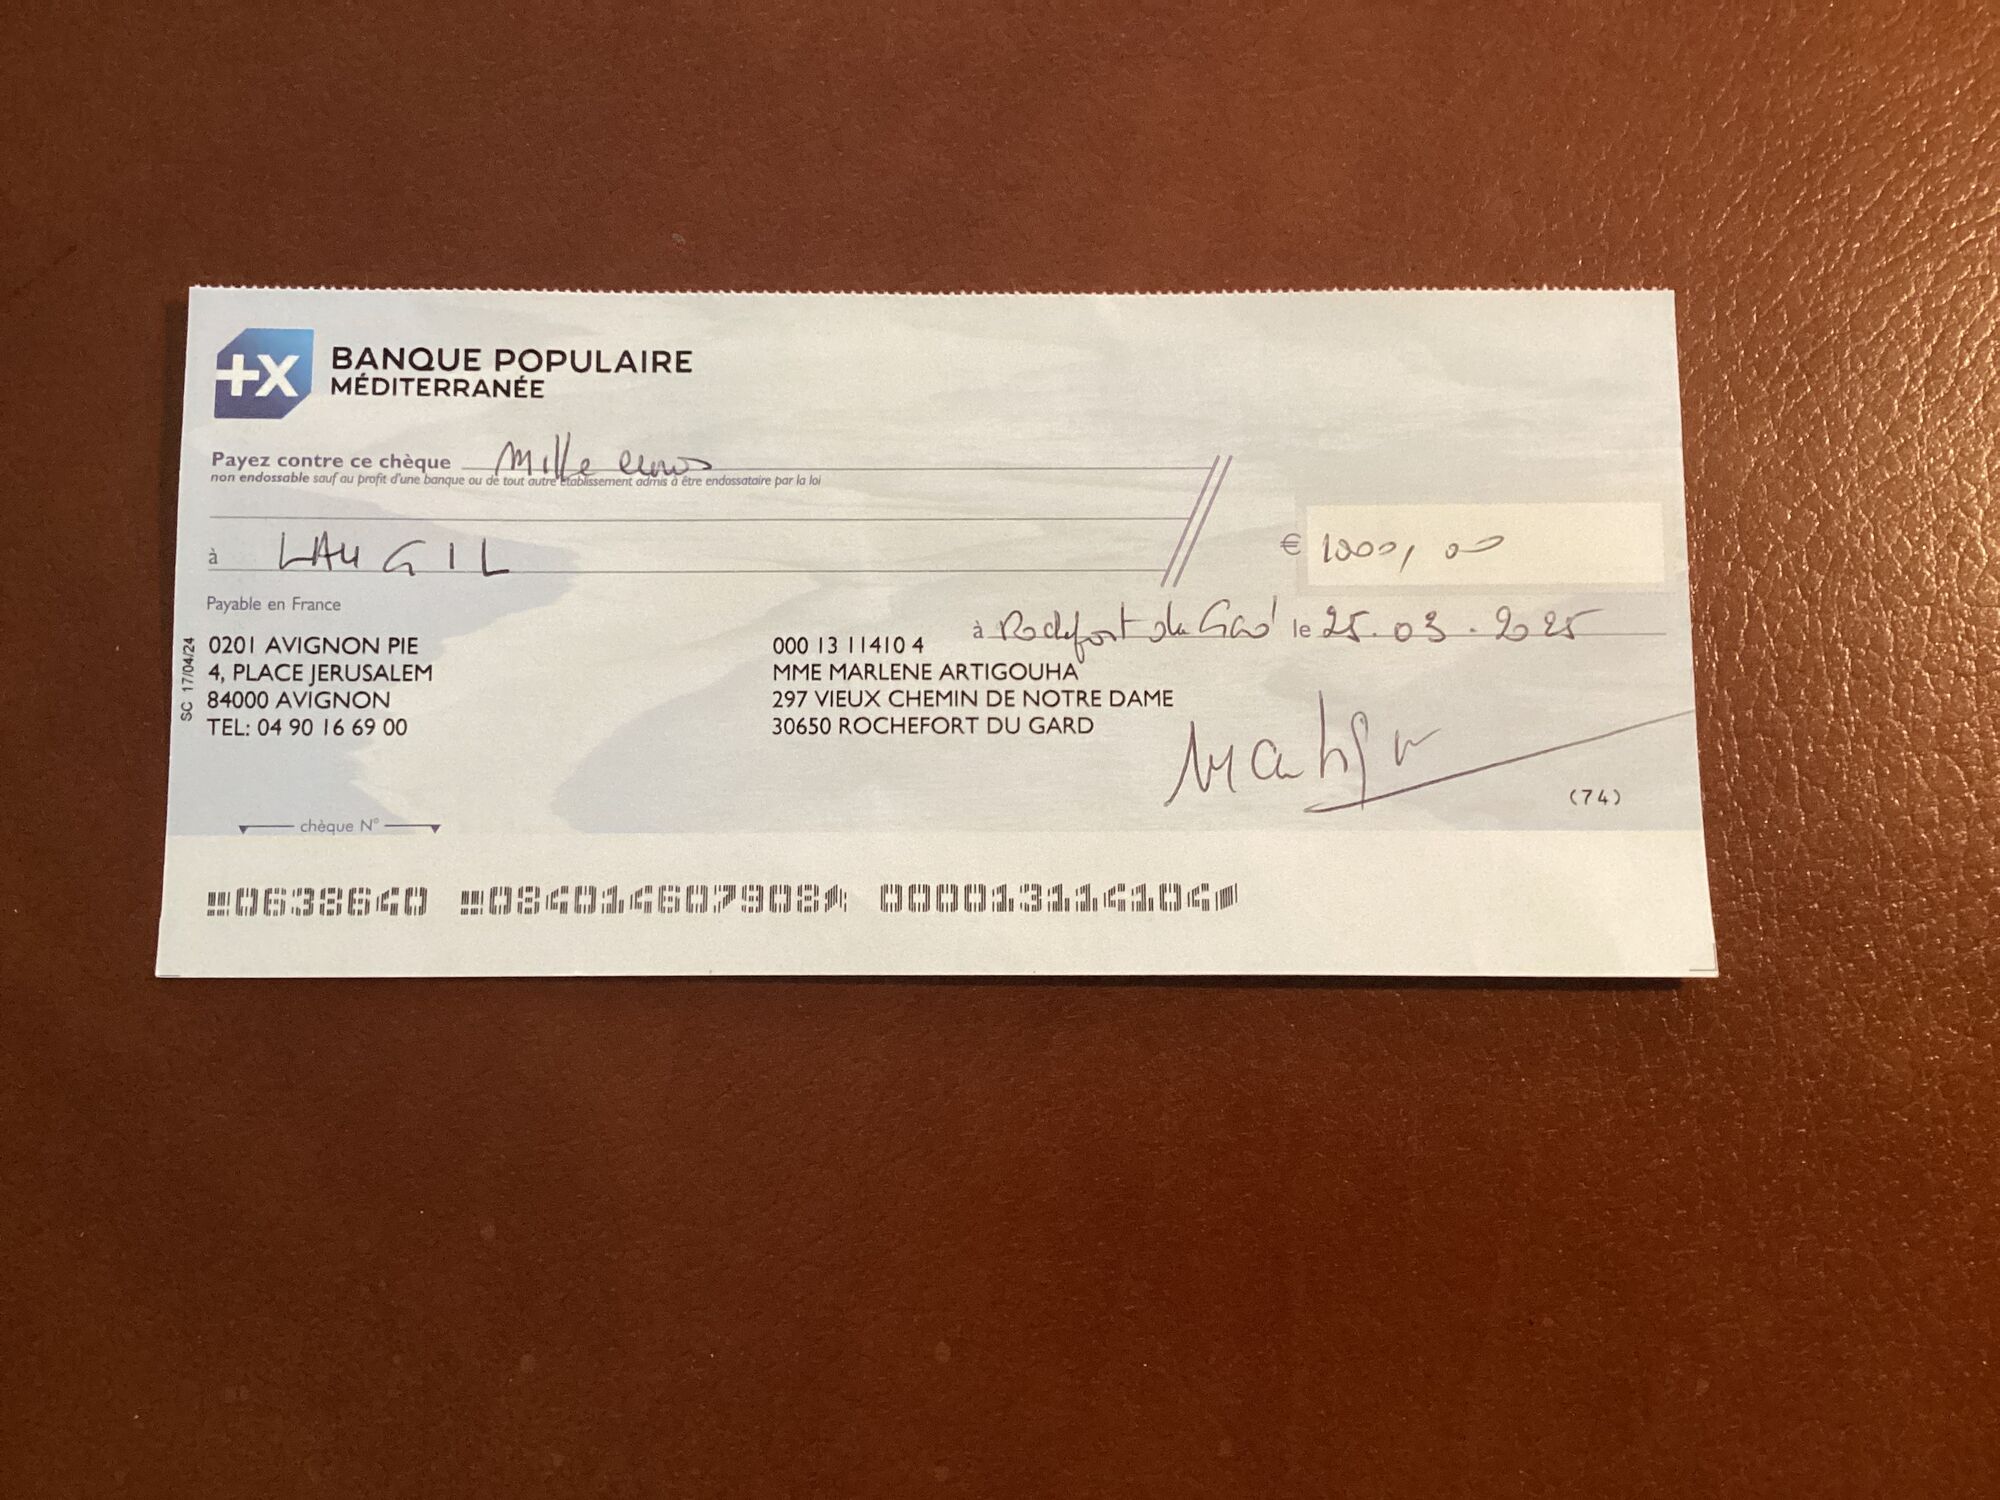 +X BANQUE POPULAIRE
MÉDITERRANÉE
Payez contre ce chèque Mille euros
non endossable sauf au profit d'une banque ou de tout autre établissement admis à être endossataire par la loi
€ 1000,00
à LAUGIL
Payable en France
à Rochefort du Gard le 25.03.2025
SC 17/04/24
0201 AVIGNON PIE
4, PLACE JERUSALEM
84000 AVIGNON
TEL: 04 90 16 69 00
000 13 11410 4
MME MARLENE ARTIGOUHA
297 VIEUX CHEMIN DE NOTRE DAME
30650 ROCHEFORT DU GARD
(74)
chèque N°
0638640 084014607908 000013114104